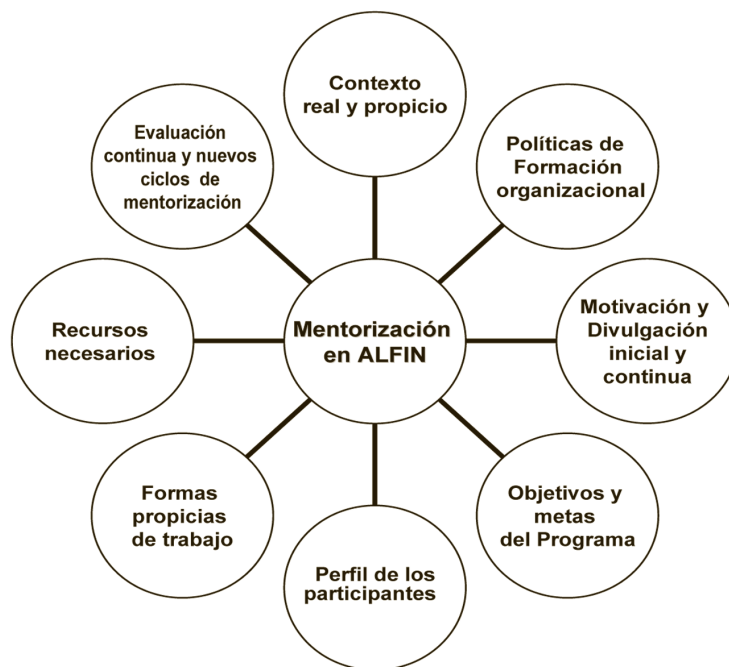 Contexto
real y propicio
Políticas de
Formación
organizacional
Motivación y
Divulgación
inicial y
continua
Objetivos y
metas
del Programa
Perfil de los
participantes
Formas
propicias
de trabajo
Recursos
necesarios
Evaluación
continua y nuevos
ciclos de
mentorización
Mentorización
en ALFIN